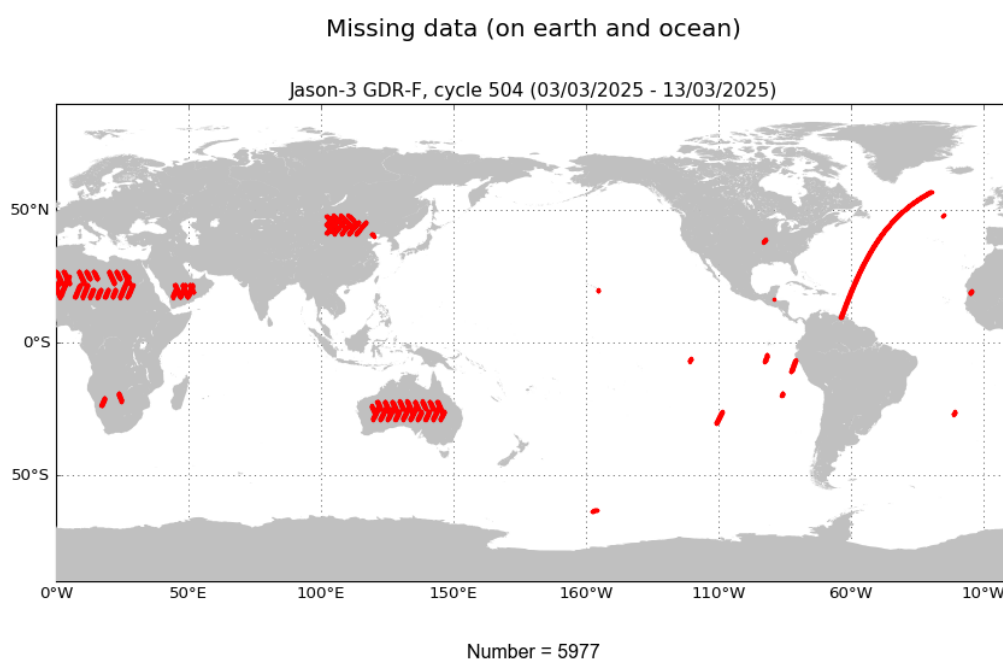 Missing data (on earth and ocean)
Jason-3 GDR-F, cycle 504 (03/03/2025 - 13/03/2025)
50°N
0°S
50°S
0°W 50°E 100°E 150°E 160°W 110°W 60°W 10°W
Number = 5977